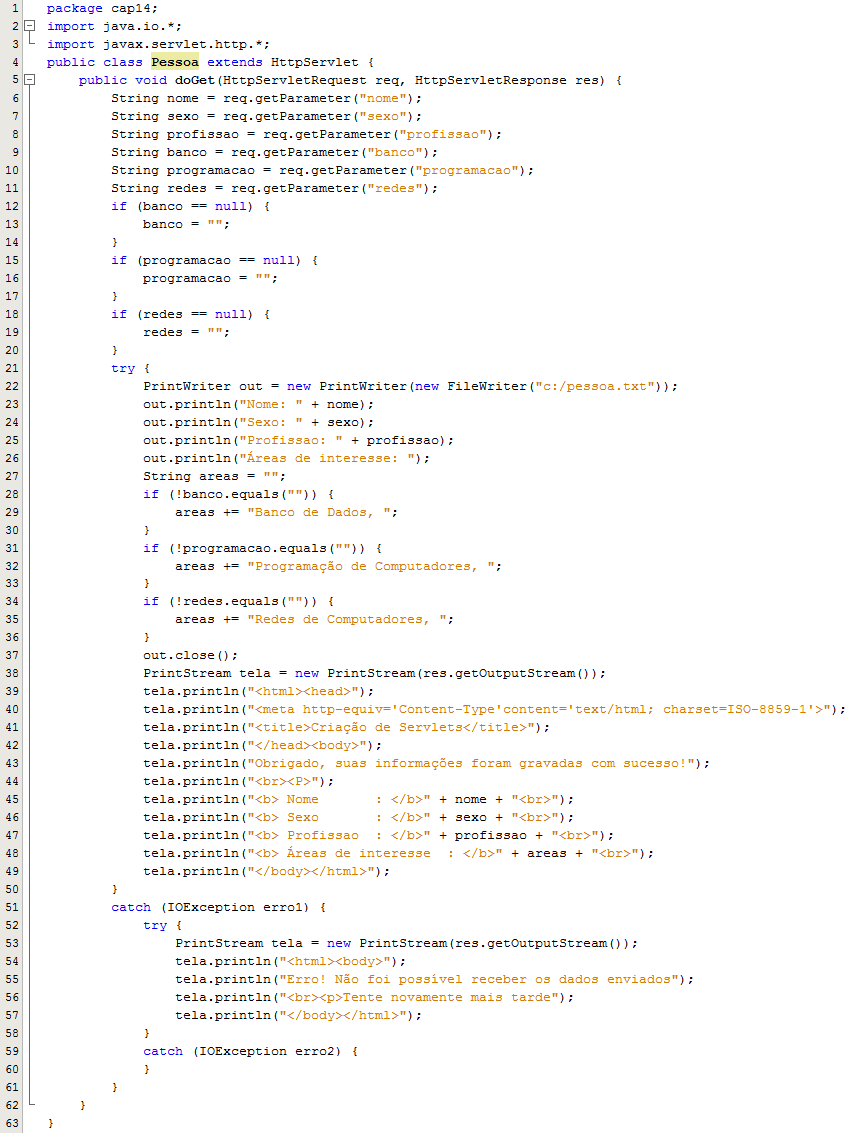 1 package cap14;
2 import java.io.*;
3 import javax.servlet.http.*;
4 public class Pessoa extends HttpServlet {
5     public void doGet(HttpServletRequest req, HttpServletResponse res) {
6         String nome = req.getParameter("nome");
7         String sexo = req.getParameter("sexo");
8         String profissao = req.getParameter("profissao");
9         String banco = req.getParameter("banco");
10         String programacao = req.getParameter("programacao");
11         String redes = req.getParameter("redes");
12         if (banco == null) {
13             banco = "";
14         }
15         if (programacao == null) {
16             programacao = "";
17         }
18         if (redes == null) {
19             redes = "";
20         }
21         try {
22             PrintWriter out = new PrintWriter(new FileWriter("c:/pessoa.txt"));
23             out.println("Nome: " + nome);
24             out.println("Sexo: " + sexo);
25             out.println("Profissao: " + profissao);
26             out.println("Áreas de interesse: ");
27             String areas = "";
28             if (!banco.equals("")) {
29                 areas += "Banco de Dados, ";
30             }
31             if (!programacao.equals("")) {
32                 areas += "Programação de Computadores, ";
33             }
34             if (!redes.equals("")) {
35                 areas += "Redes de Computadores, ";
36             }
37             out.close();
38             PrintStream tela = new PrintStream(res.getOutputStream());
39             tela.println("<html><head>");
40             tela.println("<meta http-equiv='Content-Type'content='text/html; charset=ISO-8859-1'>");
41             tela.println("<title>Criação de Servlets</title>");
42             tela.println("</head><body>");
43             tela.println("Obrigado, suas informações foram gravadas com sucesso!");
44             tela.println("<br><P>");
45             tela.println("<b> Nome       : </b>" + nome + "<br>");
46             tela.println("<b> Sexo       : </b>" + sexo + "<br>");
47             tela.println("<b> Profissao  : </b>" + profissao + "<br>");
48             tela.println("<b> Áreas de interesse  : </b>" + areas + "<br>");
49             tela.println("</body></html>");
50         }
51         catch (IOException erro1) {
52             try {
53                 PrintStream tela = new PrintStream(res.getOutputStream());
54                 tela.println("<html><body>");
55                 tela.println("Erro! Não foi possível receber os dados enviados");
56                 tela.println("<br><p>Tente novamente mais tarde");
57                 tela.println("</body></html>");
58             }
59             catch (IOException erro2) {
60             }
61         }
62     }
63 }